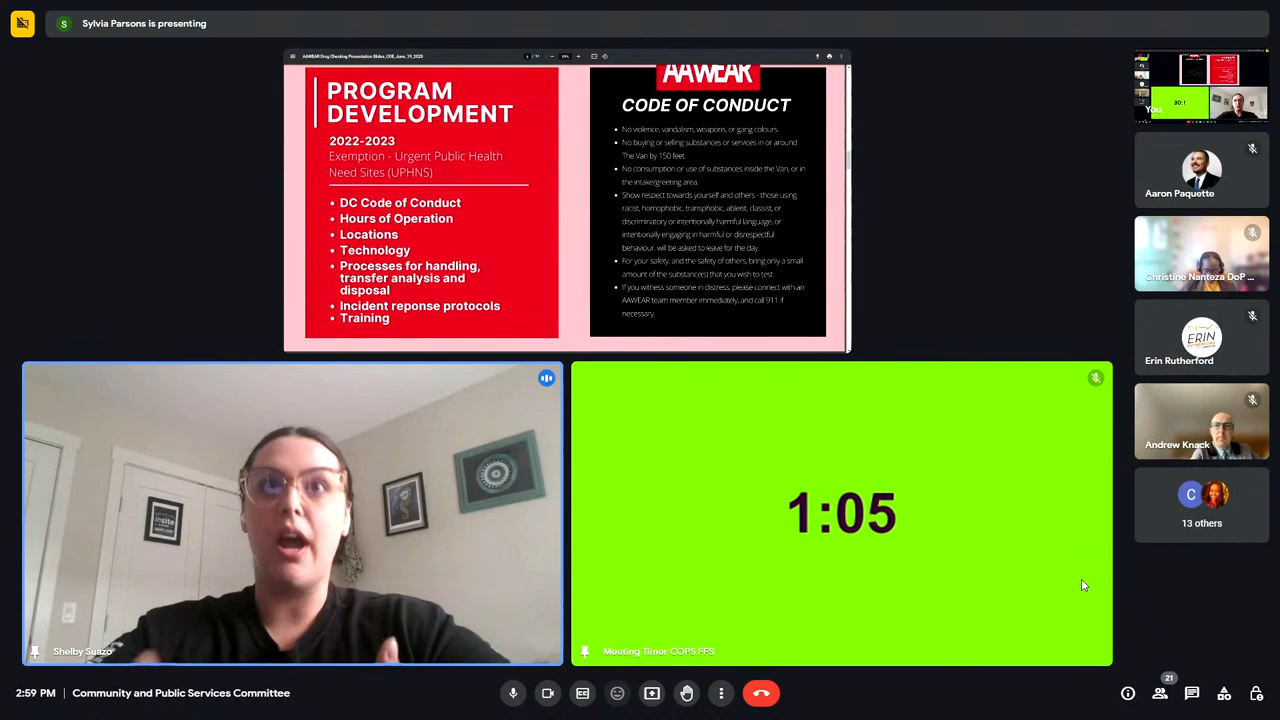 Sylvia Parsons is presenting
AAWEAR Drug Checking Presentation Slides_COE_June_19_2023
PROGRAM
DEVELOPMENT
2022-2023
Exemption - Urgent Public Health
Need Sites (UPHNS)
• DC Code of Conduct
• Hours of Operation
• Locations
• Technology
• Processes for handling,
transfer analysis and
disposal
• Incident reponse protocols
• Training
AAWEAR
CODE OF CONDUCT
• No violence, vandalism, weapons, or gang colours.
• No buying or selling substances or services in or around
The Van by 150 feet.
• No consumption or use of substances inside the Van, or in
the intake/greeting area.
• Show respect towards yourself and others - those using
racist, homophobic, transphobic, ableist, classist, or
discriminatory or intentionally harmful language, or
intentionally engaging in harmful or disrespectful
behaviour, will be asked to leave for the day.
• For your safety, and the safety of others, bring only a small
amount of the substance(s) that you wish to test.
• If you witness someone in distress, please connect with an
AAWEAR team member immediately, and call 911 if
necessary.
You
Aaron Paquette
Christine Nanteza DoP ...
ERIN
Erin Rutherford
Andrew Knack
C
13 others
insite
Shelby Suazo
1:05
Meeting Timer COPS FFS
2:59 PM | Community and Public Services Committee
21